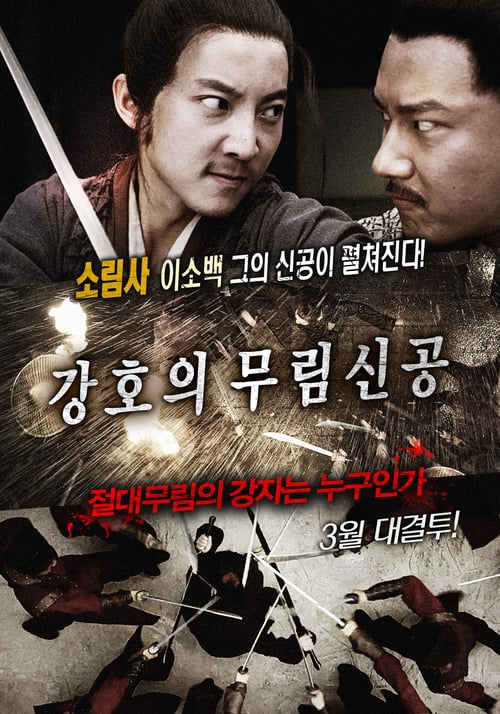 소림사 이소백 그의 신공이 펼쳐진다!
강호의 무림신공
절대무림의 강자는 누구인가...
3월 대결투!